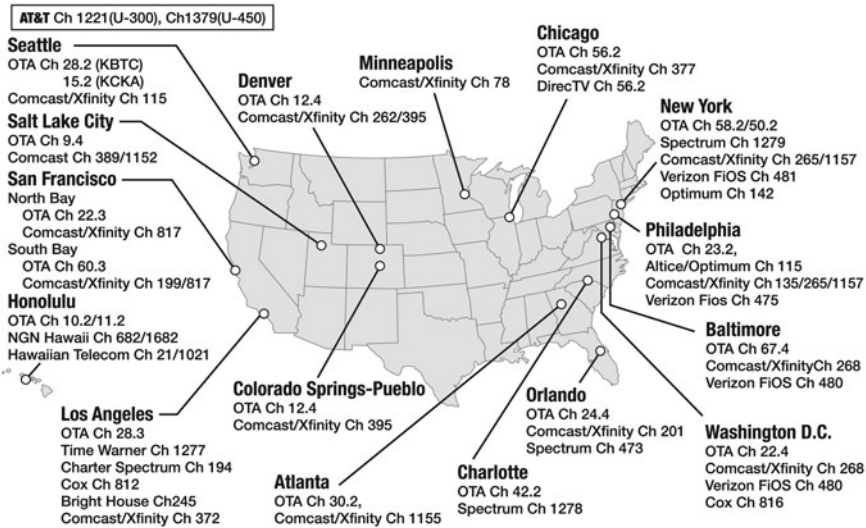 AT&T Ch 1221(U-300), Ch1379(U-450)
Seattle
OTA Ch 28.2 (KBTC)
15.2 (KCKA)
Comcast/Xfinity Ch 115
Salt Lake City
OTA Ch 9.4
Comcast Ch 389/1152
San Francisco
North Bay
OTA Ch 22.3
Comcast/Xfinity Ch 817
South Bay
OTA Ch 60.3
Comcast/Xfinity Ch 199/817
Honolulu
OTA Ch 10.2/11.2
NGN Hawaii Ch 682/1682
Hawaiian Telecom Ch 21/1021
Los Angeles
OTA Ch 28.3
Time Warner Ch 1277
Charter Spectrum Ch 194
Cox Ch 812
Bright House Ch245
Comcast/Xfinity Ch 372
Denver
OTA Ch 12.4
Comcast/Xfinity Ch 262/395
Colorado Springs-Pueblo
OTA Ch 12.4
Comcast/Xfinity Ch 395
Minneapolis
Comcast/Xfinity Ch 78
Chicago
OTA Ch 56.2
Comcast/Xfinity Ch 377
DirecTV Ch 56.2
New York
OTA Ch 58.2/50.2
Spectrum Ch 1279
Comcast/Xfinity Ch 265/1157
Verizon FiOS Ch 481
Optimum Ch 142
Philadelphia
OTA Ch 23.2,
Altice/Optimum Ch 115
Comcast/Xfinity Ch 135/265/1157
Verizon Fios Ch 475
Baltimore
OTA Ch 67.4
Comcast/XfinityCh 268
Verizon FiOS Ch 480
Washington D.C.
OTA Ch 22.4
Comcast/Xfinity Ch 268
Verizon FiOS Ch 480
Cox Ch 816
Orlando
OTA Ch 24.4
Comcast/Xfinity Ch 201
Spectrum Ch 473
Charlotte
OTA Ch 42.2
Spectrum Ch 1278
Atlanta
OTA Ch 30.2,
Comcast/Xfinity Ch 1155